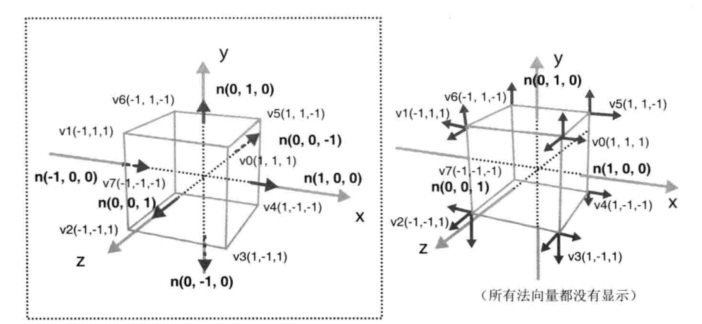 y
n(0, 1, 0)
v6(-1, 1,-1)
v5(1, 1,-1)
v1(-1,1,1)
n(0, 0, -1)
v0(1, 1, 1)
n(-1, 0, 0)
v7(-1,-1,-1)
n(1, 0, 0)
n(0, 0, 1)
v4(1,-1,-1)
x
v2(-1,-1,1)
z
v3(1,-1,1)
n(0, -1, 0)
y
n(0, 1, 0)
v6(-1, 1,-1)
v5(1, 1,-1)
v1(-1,1,1)
v0(1, 1, 1)
v7(-1,-1,-1)
n(1, 0, 0)
n(0, 0, 1)
v4(1,-1,-1)
x
v2(-1,-1,1)
z
v3(1,-1,1)
（所有法向量都没有显示）